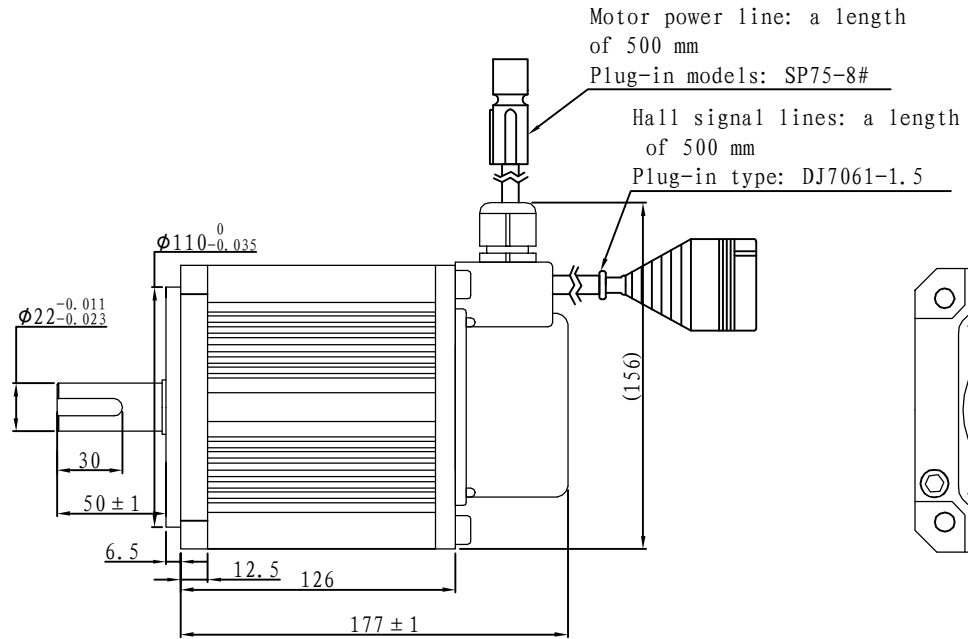 Motor power line: a length
of 500 mm
Plug-in models: SP75-8#
Hall signal lines: a length
of 500 mm
Plug-in type: DJ7061-1.5
ϕ110 0 -0.035
ϕ22 -0.011 -0.023
(156)
30
50±1
6.5
12.5
126
177±1